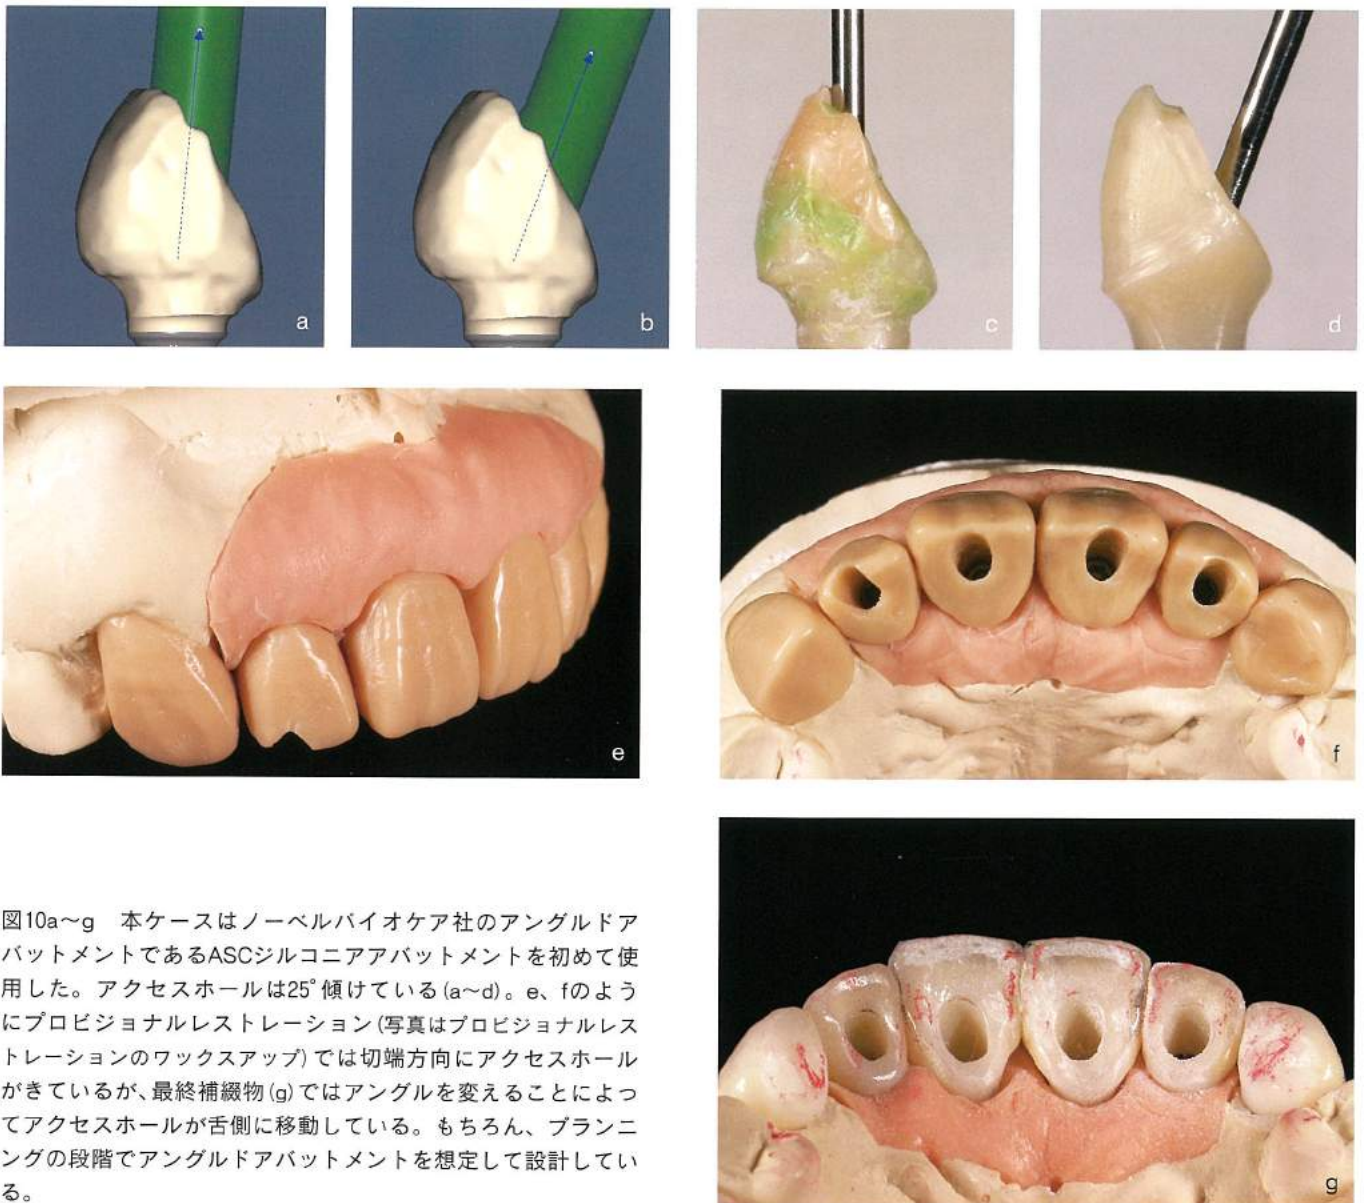 a
b
c
d
e
f
g
図10a〜g 本ケースはノーベルバイオケア社のアングルドア
バットメントであるASCジルコニアアバットメントを初めて使
用した。アクセスホールは25°傾けている(a〜d)。e、fのよう
にプロビジョナルレストレーション(写真はプロビジョナルレス
トレーションのワックスアップ)では切端方向にアクセスホール
がきているが、最終補綴物(g)ではアングルを変えることによっ
てアクセスホールが舌側に移動している。もちろん、プランニ
ングの段階でアングルドアバットメントを想定して設計してい
る。